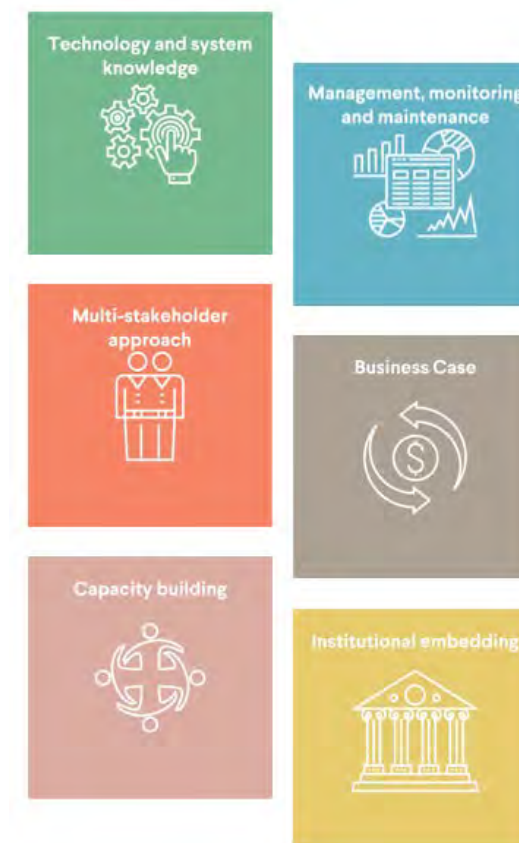 Technology and system
knowledge
Management, monitoring
and maintenance
Multi-stakeholder
approach
Business Case
$
Capacity building
Institutional embedding